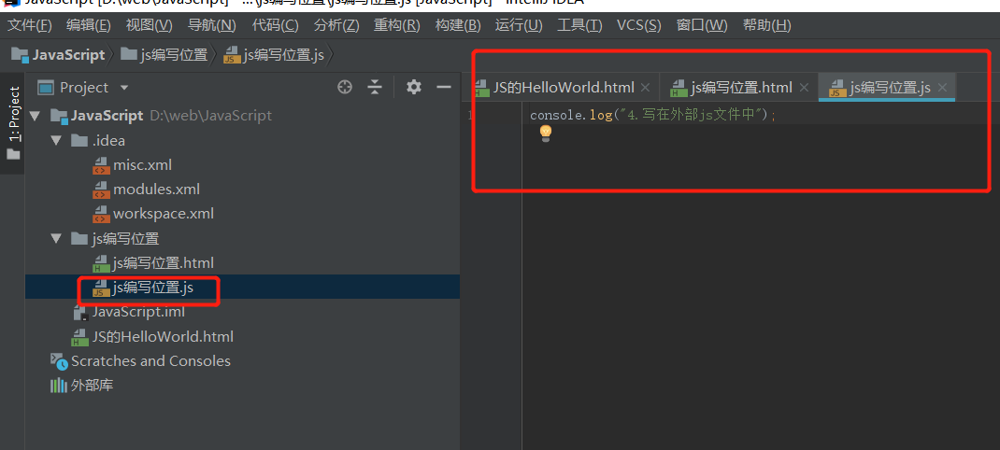 JavaScript [D:\web\JavaScript] - ...\js编写位置\js编写位置.js [JavaScript] - IntelliJ IDEA
文件(F) 编辑(E) 视图(V) 导航(N) 代码(C) 分析(Z) 重构(R) 构建(B) 运行(U) 工具(T) VCS(S) 窗口(W) 帮助(H)
JavaScript js编写位置 js编写位置.js
1: Project
Project
JS的HelloWorld.html js编写位置.html js编写位置.js
JavaScript D:\web\JavaScript
1 console.log("4.写在外部js文件中");
.idea
misc.xml
modules.xml
workspace.xml
js编写位置
js编写位置.html
js编写位置.js
JavaScript.iml
JS的HelloWorld.html
Scratches and Consoles
外部库